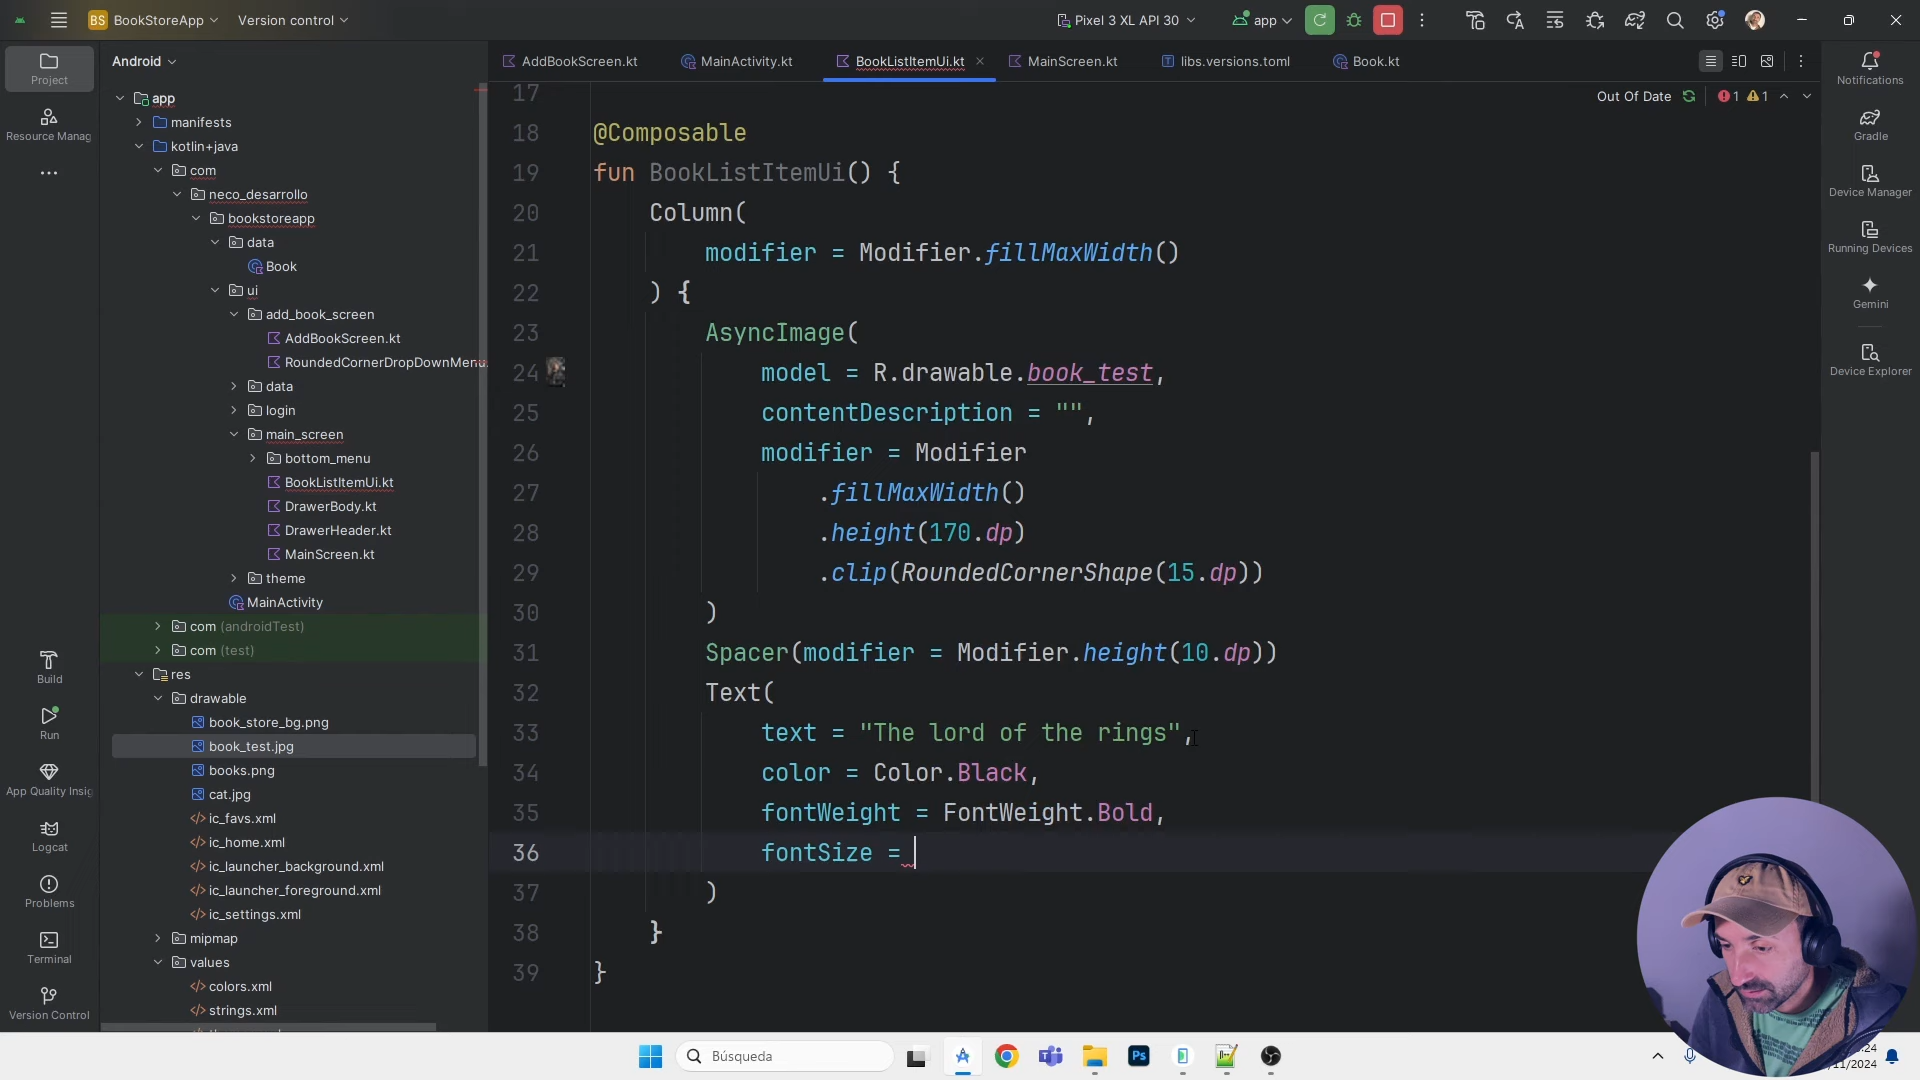 BS BookStoreApp
Version control
Pixel 3 XL API 30
app
Project
Resource Manag
Build
Run
App Quality Insig
Logcat
Problems
Terminal
Version Control
Android
app
manifests
kotlin+java
com
neco_desarrollo
bookstoreapp
data
Book
ui
add_book_screen
AddBookScreen.kt
RoundedCornerDropDownMenu.
data
login
main_screen
bottom_menu
BookListItemUi.kt
DrawerBody.kt
DrawerHeader.kt
MainScreen.kt
theme
MainActivity
com (androidTest)
com (test)
res
drawable
book_store_bg.png
book_test.jpg
books.png
cat.jpg
ic_favs.xml
ic_home.xml
ic_launcher_background.xml
ic_launcher_foreground.xml
ic_settings.xml
mipmap
values
colors.xml
strings.xml
AddBookScreen.kt
MainActivity.kt
BookListItemUi.kt
MainScreen.kt
libs.versions.toml
Book.kt
Out Of Date
1 1
17
18 @Composable
19 fun BookListItemUi() {
20 Column(
21 modifier = Modifier.fillMaxWidth()
22 ) {
23 AsyncImage(
24 model = R.drawable.book_test,
25 contentDescription = "",
26 modifier = Modifier
27 .fillMaxWidth()
28 .height(170.dp)
29 .clip(RoundedCornerShape(15.dp))
30 )
31 Spacer(modifier = Modifier.height(10.dp))
32 Text(
33 text = "The lord of the rings",
34 color = Color.Black,
35 fontWeight = FontWeight.Bold,
36 fontSize =
37 )
38 }
39 }
Notifications
Gradle
Device Manager
Running Devices
Gemini
Device Explorer
Búsqueda
Ps
/11/2024